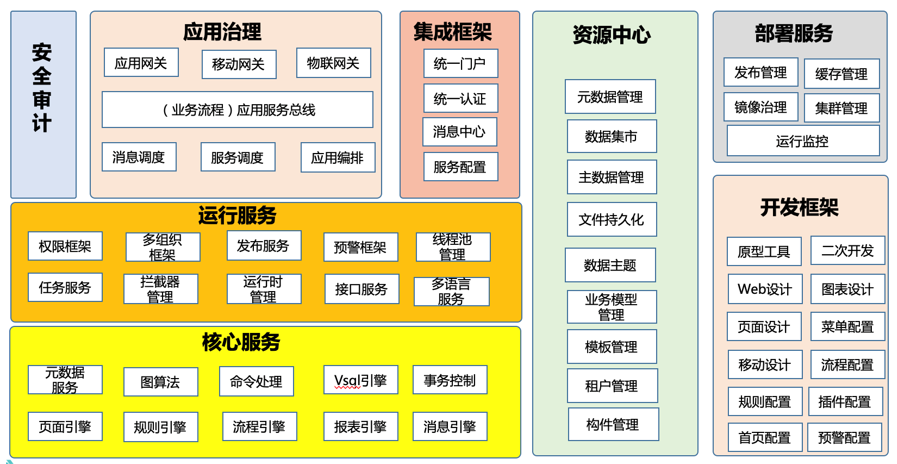 安
全
审
计
应用治理
应用网关
移动网关
物联网关
（业务流程）应用服务总线
消息调度
服务调度
应用编排
集成框架
统一门户
统一认证
消息中心
服务配置
运行服务
权限框架
多组织
框架
发布服务
预警框架
线程池
管理
任务服务
拦截器
管理
运行时
管理
接口服务
多语言
服务
核心服务
元数据
服务
图算法
命令处理
Vsql引擎
事务控制
页面引擎
规则引擎
流程引擎
报表引擎
消息引擎
资源中心
元数据管理
数据集市
主数据管理
文件持久化
数据主题
业务模型
管理
模板管理
租户管理
构件管理
部署服务
发布管理
缓存管理
镜像治理
集群管理
运行监控
开发框架
原型工具
二次开发
Web设计
图表设计
页面设计
菜单配置
移动设计
流程配置
规则配置
插件配置
首页配置
预警配置